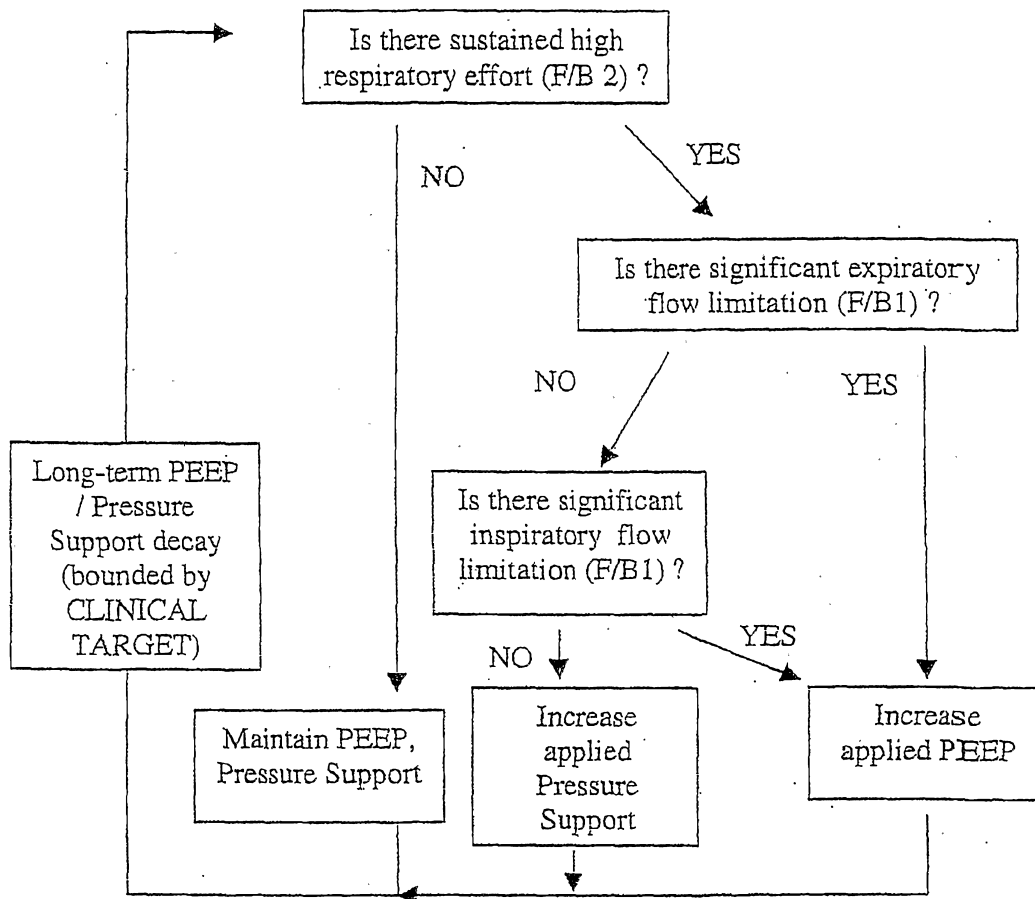 Is there sustained high
respiratory effort (F/B 2) ?
NO
YES
Is there significant expiratory
flow limitation (F/B1) ?
NO
YES
Long-term PEEP
/ Pressure
Support decay
(bounded by
CLINICAL
TARGET)
Is there significant
inspiratory flow
limitation (F/B1) ?
NO
YES
Maintain PEEP,
Pressure Support
Increase
applied
Pressure
Support
Increase
applied PEEP